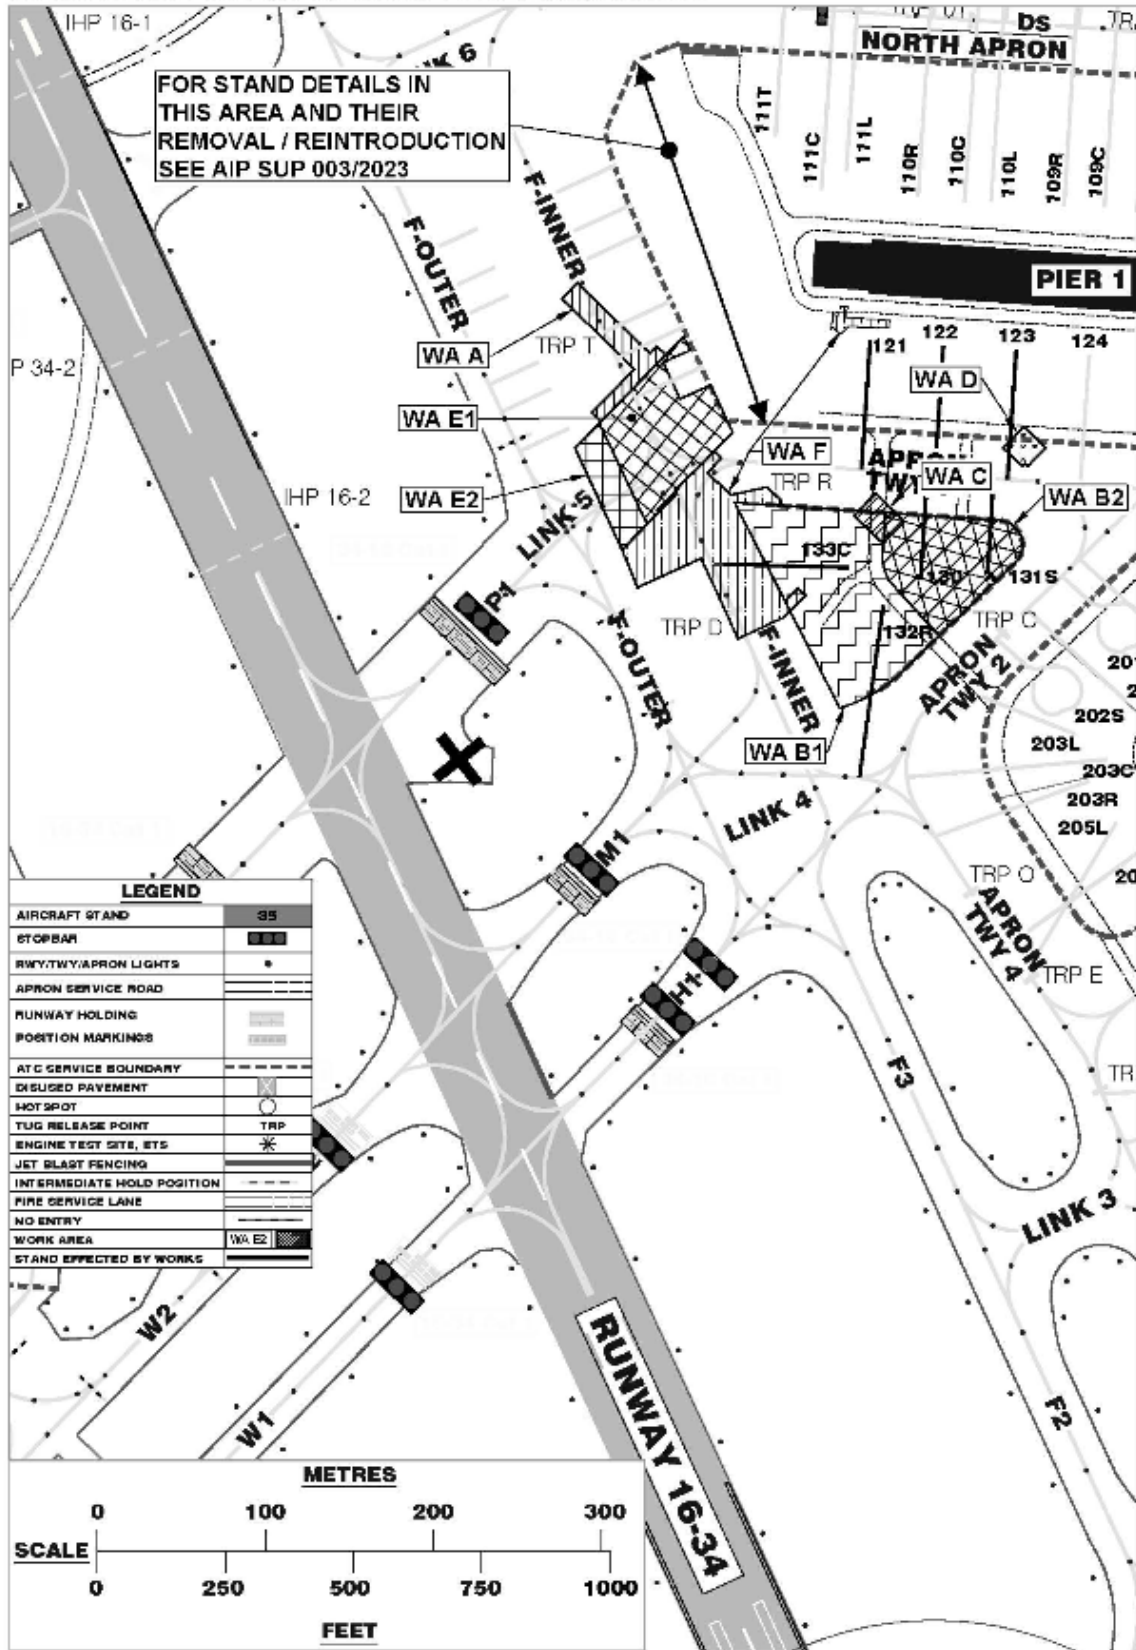 IHP 16-1
DS
NORTH APRON
FOR STAND DETAILS IN
THIS AREA AND THEIR
REMOVAL / REINTRODUCTION
SEE AIP SUP 003/2023
111T
111C
111L
110R
110C
110L
109R
109C
F-INNER
F-OUTER
PIER 1
WA A
TRP T
121
122
123
124
P 34-2
WA D
WA E1
WA F
APRON
TRP R
WA C
WA E2
WA B2
IHP 16-2
LINK 5
133C
130
131S
P1
TRP D
132R
TRP C
F-OUTER
F-INNER
APRON
TWY 2
202S
203L
203C
203R
205L
WA B1
LINK 4
M1
TRP O
APRON
TWY 4
TRP E
H1
F3
LINK 3
F2
W2
W1
RUNWAY 16-34
LEGEND
AIRCRAFT STAND 35
STOPBAR
RWY/TWY/APRON LIGHTS
APRON SERVICE ROAD
RUNWAY HOLDING
POSITION MARKINGS
ATC SERVICE BOUNDARY
DISUSED PAVEMENT
HOTSPOT
TUG RELEASE POINT TRP
ENGINE TEST SITE, ETS
JET BLAST FENCING
INTERMEDIATE HOLD POSITION
FIRE SERVICE LANE
NO ENTRY
WORK AREA WA E2
STAND EFFECTED BY WORKS
METRES
0 100 200 300
SCALE
0 250 500 750 1000
FEET